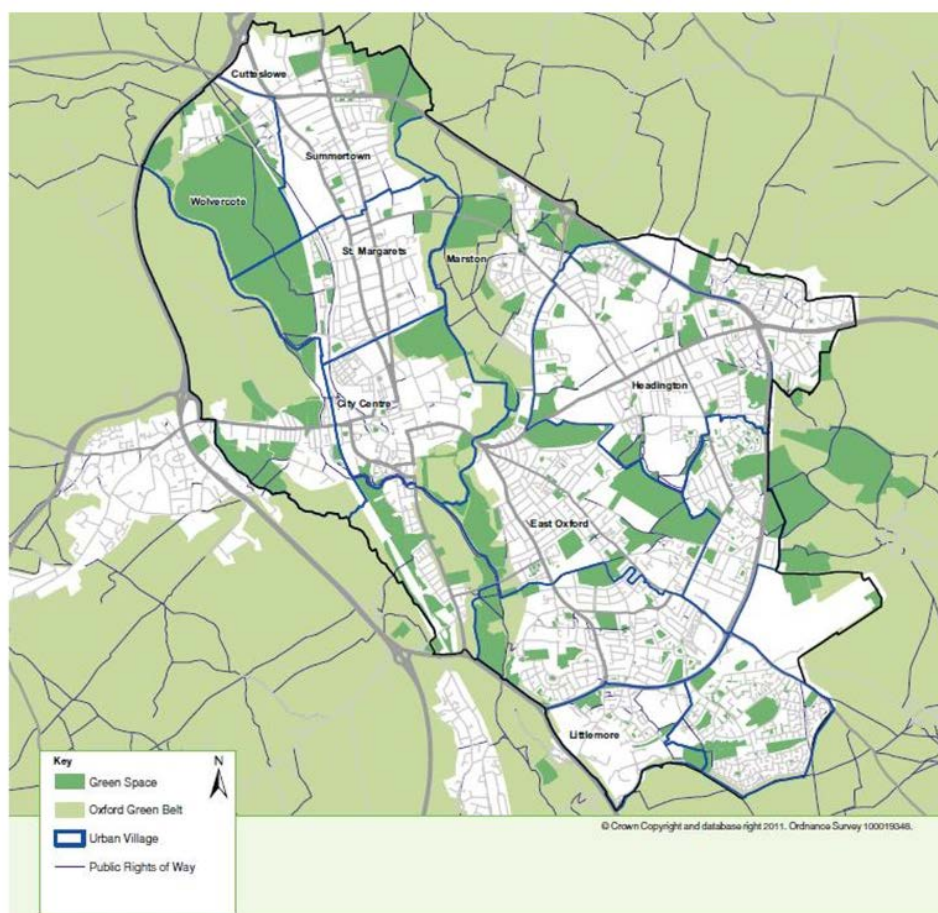 Cutteslowe
Summertown
Wolvercote
St. Margarets
Marston
Headington
City Centre
East Oxford
Littlemore
Key
N
Green Space
Oxford Green Belt
Urban Village
Public Rights of Way
© Crown Copyright and database right 2011. Ordnance Survey 100019348.